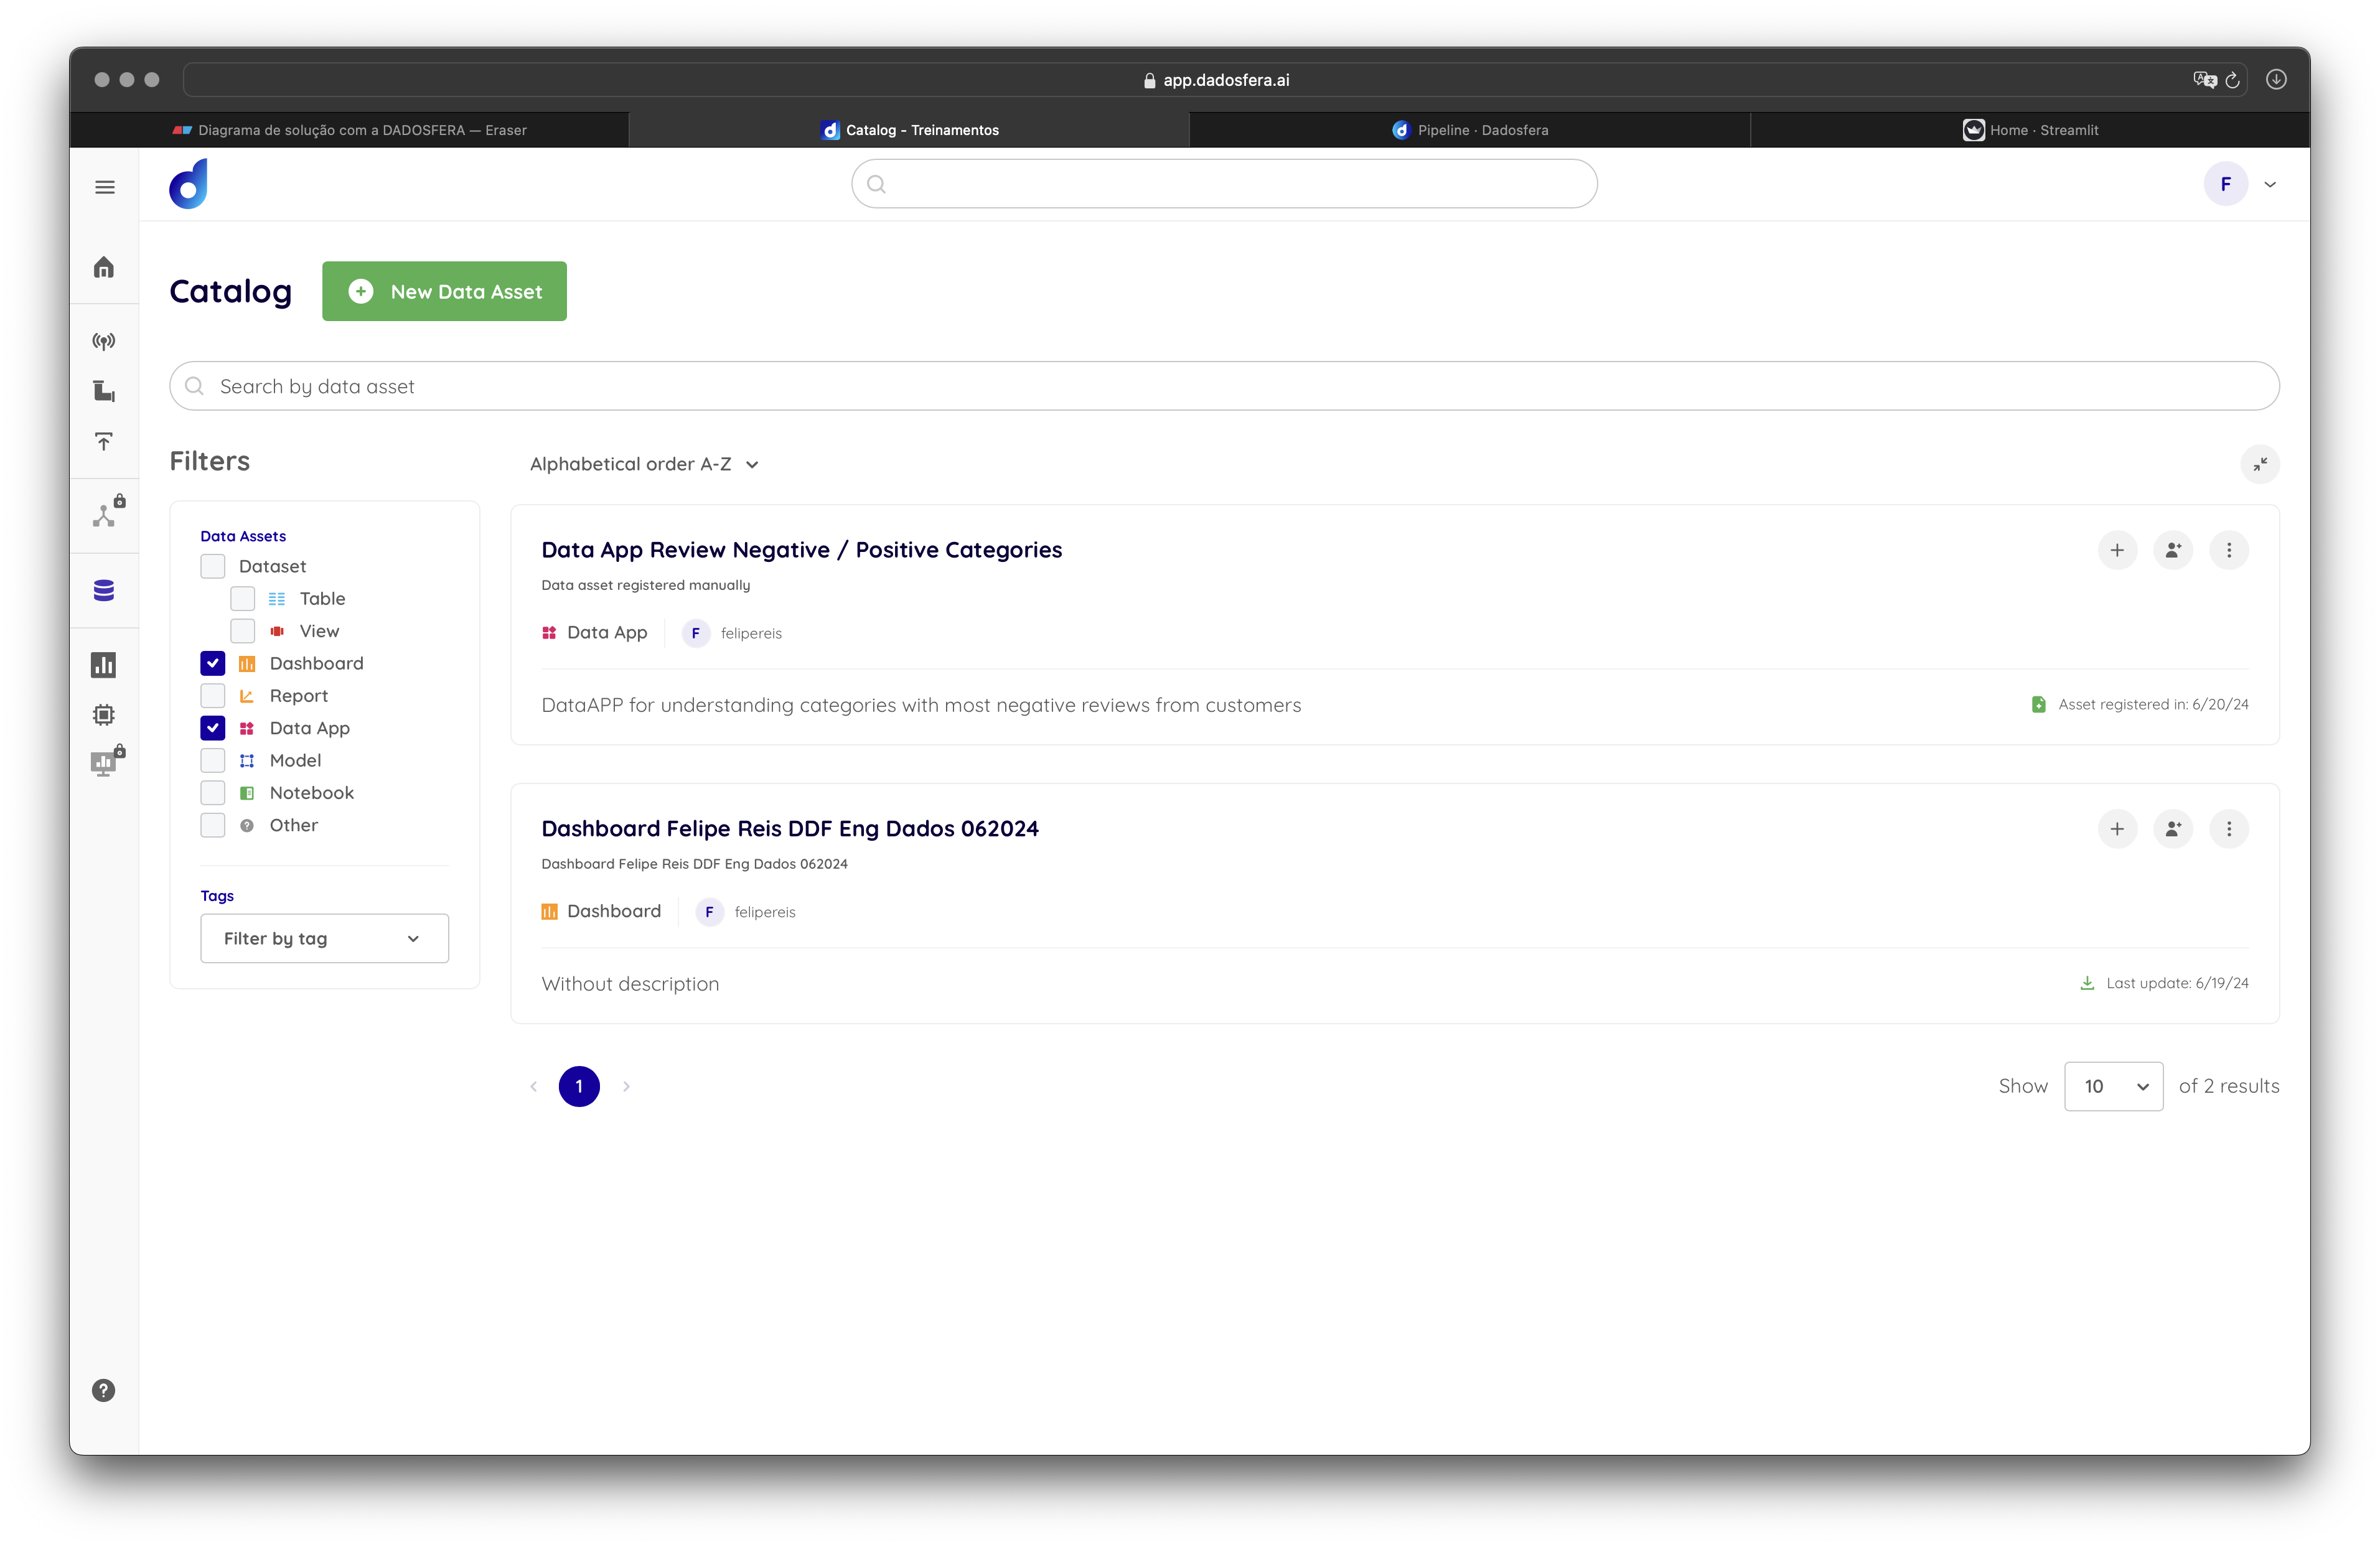 app.dadosfera.ai
Diagrama de solução com a DADOSFERA — Eraser
Catalog - Treinamentos
Pipeline · Dadosfera
Home · Streamlit
F
Catalog
New Data Asset
Search by data asset
Filters
Alphabetical order A-Z
Data Assets
Dataset
Table
View
Dashboard
Report
Data App
Model
Notebook
Other
Tags
Filter by tag
Data App Review Negative / Positive Categories
Data asset registered manually
Data App
F felipereis
DataAPP for understanding categories with most negative reviews from customers
Asset registered in: 6/20/24
Dashboard Felipe Reis DDF Eng Dados 062024
Dashboard Felipe Reis DDF Eng Dados 062024
Dashboard
F felipereis
Without description
Last update: 6/19/24
1
Show 10 of 2 results